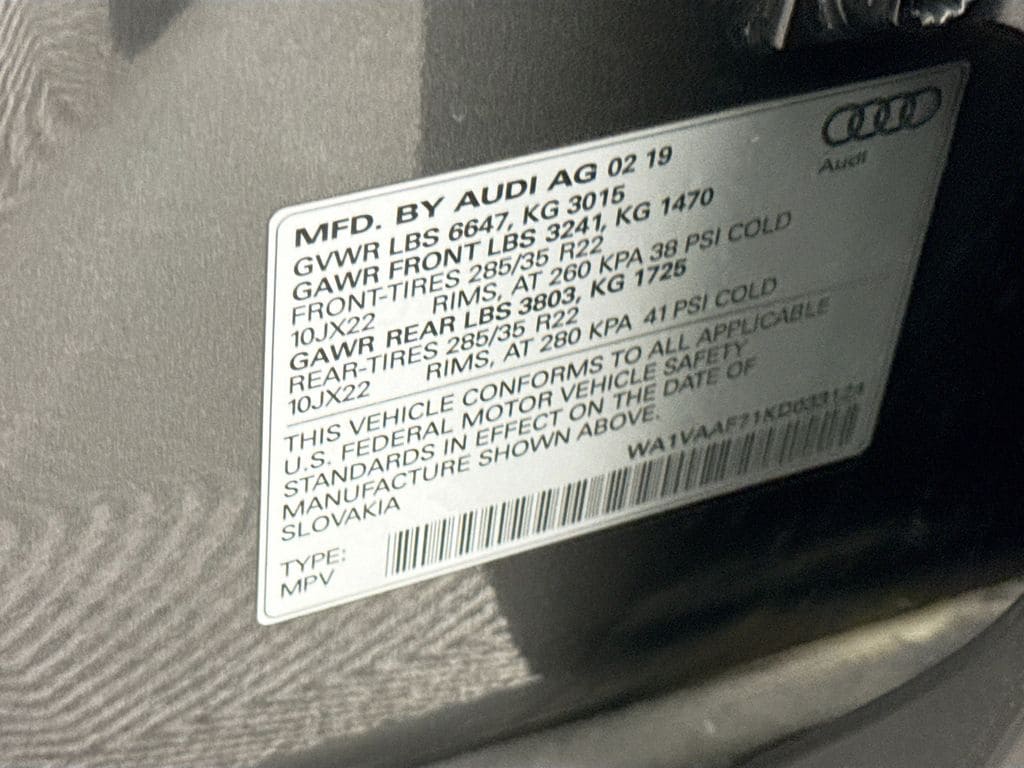 Audi
MFD. BY AUDI AG 02 19
GVWR LBS 6647, KG 3015
GAWR FRONT LBS 3241, KG 1470
FRONT-TIRES 285/35 R22
10JX22 RIMS, AT 260 KPA 38 PSI COLD
GAWR REAR LBS 3803, KG 1725
REAR-TIRES 285/35 R22
10JX22 RIMS, AT 280 KPA 41 PSI COLD
THIS VEHICLE CONFORMS TO ALL APPLICABLE
U.S. FEDERAL MOTOR VEHICLE SAFETY
STANDARDS IN EFFECT ON THE DATE OF
MANUFACTURE SHOWN ABOVE.
SLOVAKIA
WA1VAAF71KD033124
TYPE:
MPV